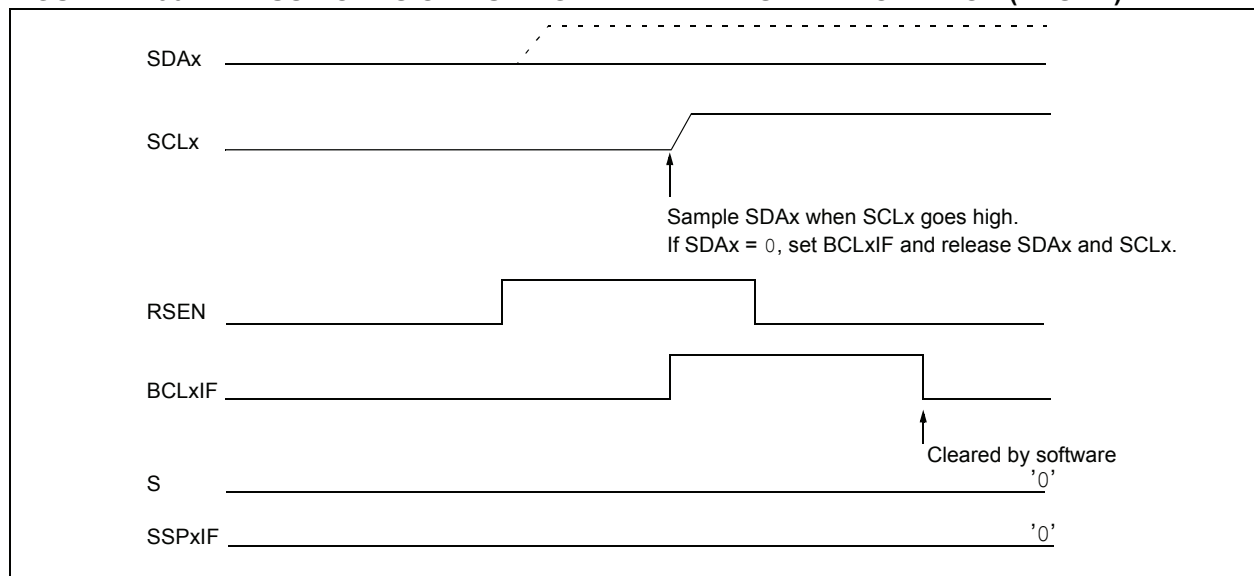 SDAx
SCLx
Sample SDAx when SCLx goes high.
If SDAx = 0, set BCLxIF and release SDAx and SCLx.
RSEN
BCLxIF
Cleared by software
S
'0'
SSPxIF
'0'